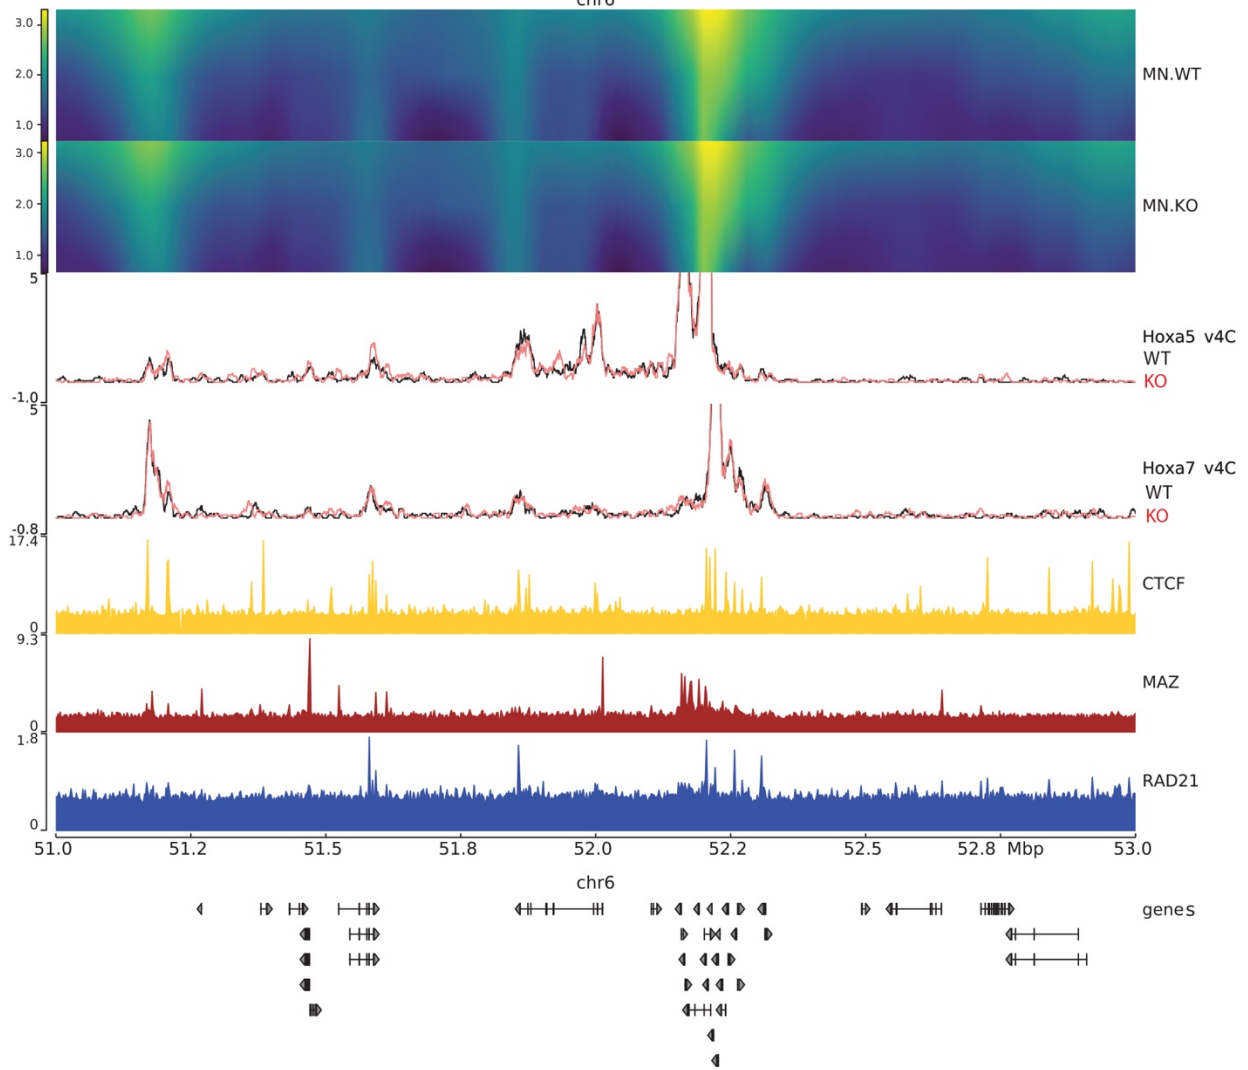 chr6
3.0
2.0
1.0
MN.WT
3.0
2.0
1.0
MN.KO
5
-1.0
Hoxa5 v4C
WT
KO
5
-0.8
Hoxa7 v4C
WT
KO
17.4
0
CTCF
9.3
0
MAZ
1.8
0
RAD21
51.0 51.2 51.5 51.8 52.0 52.2 52.5 52.8 Mbp 53.0
chr6
genes